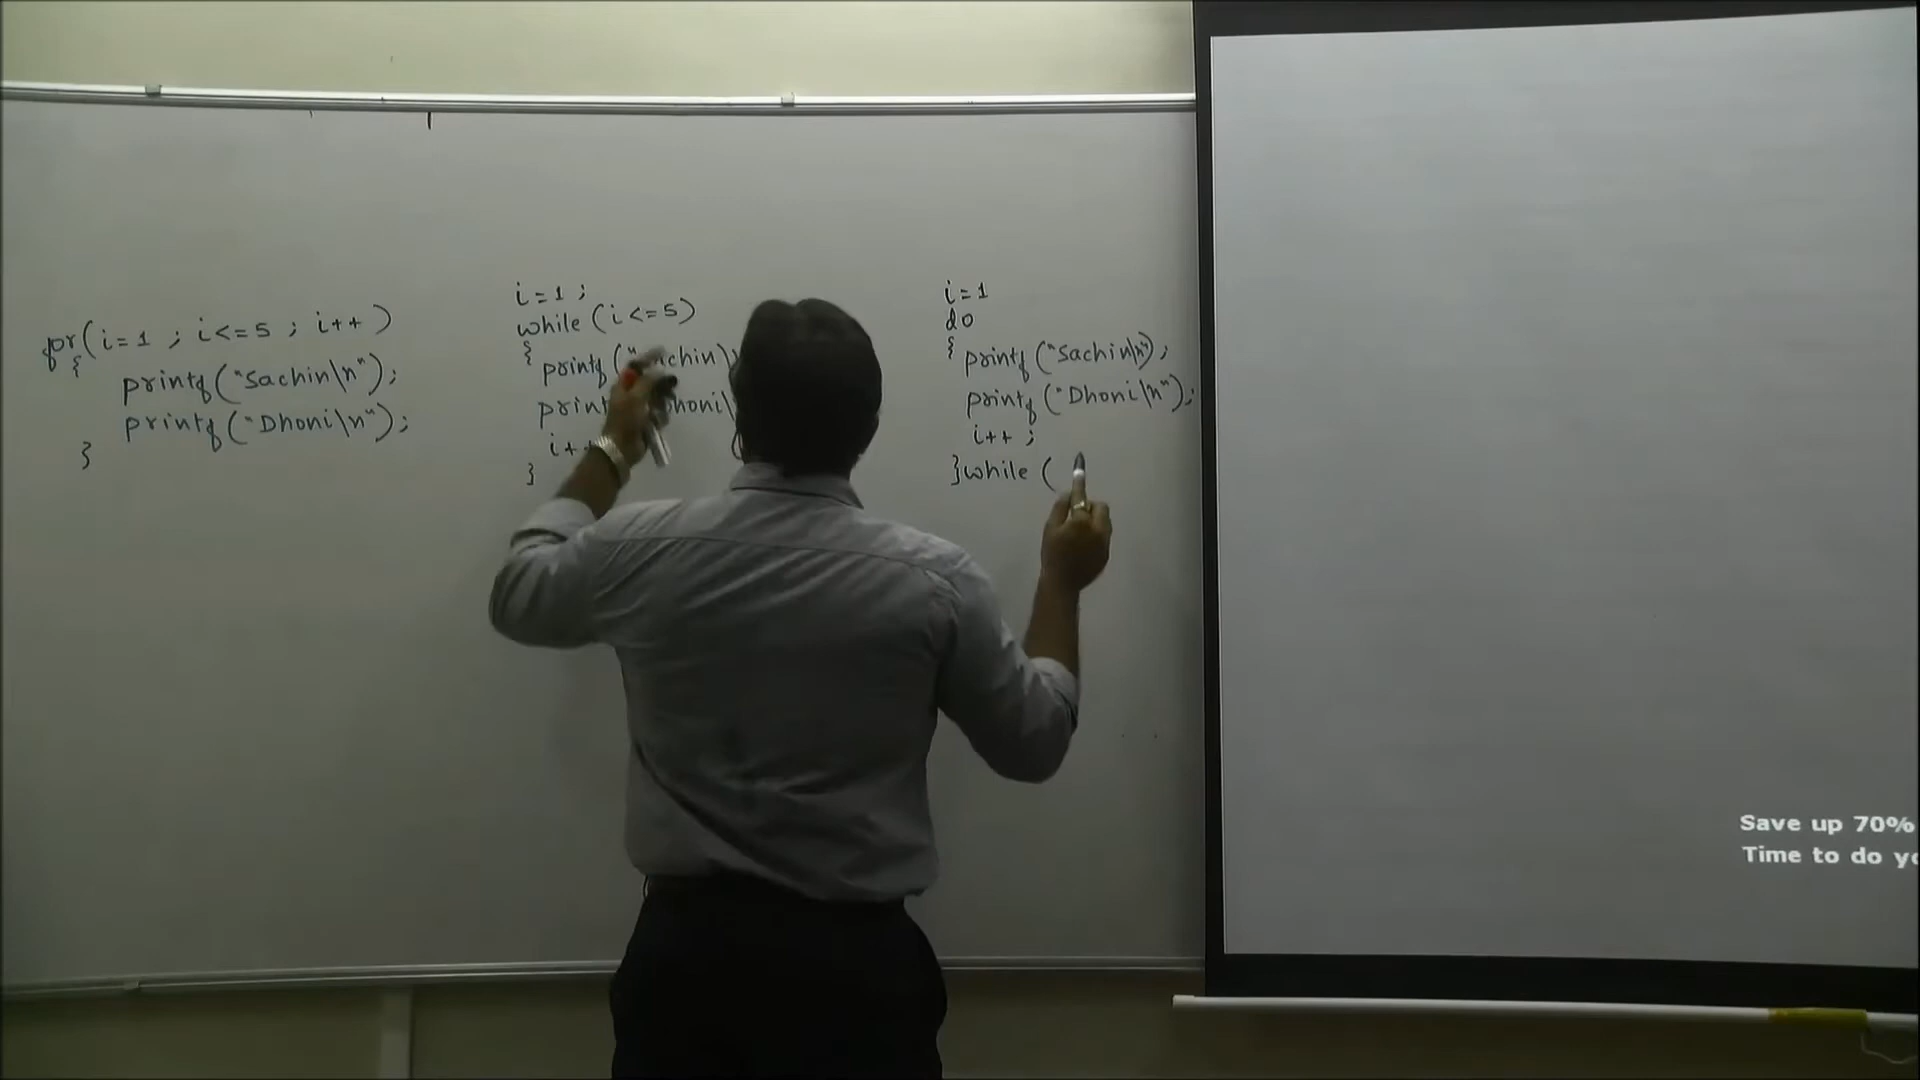 for(i=1 ; i<=5 ; i++ )
{
printf("Sachin\n");
printf("Dhoni\n");
}
i=1 ;
while (i<=5)
{
printf(
i++
}
i=1
do
{ printf ("Sachin\n");
printf ("Dhoni\n");
i++ ;
}while (
Save up 70%
Time to do